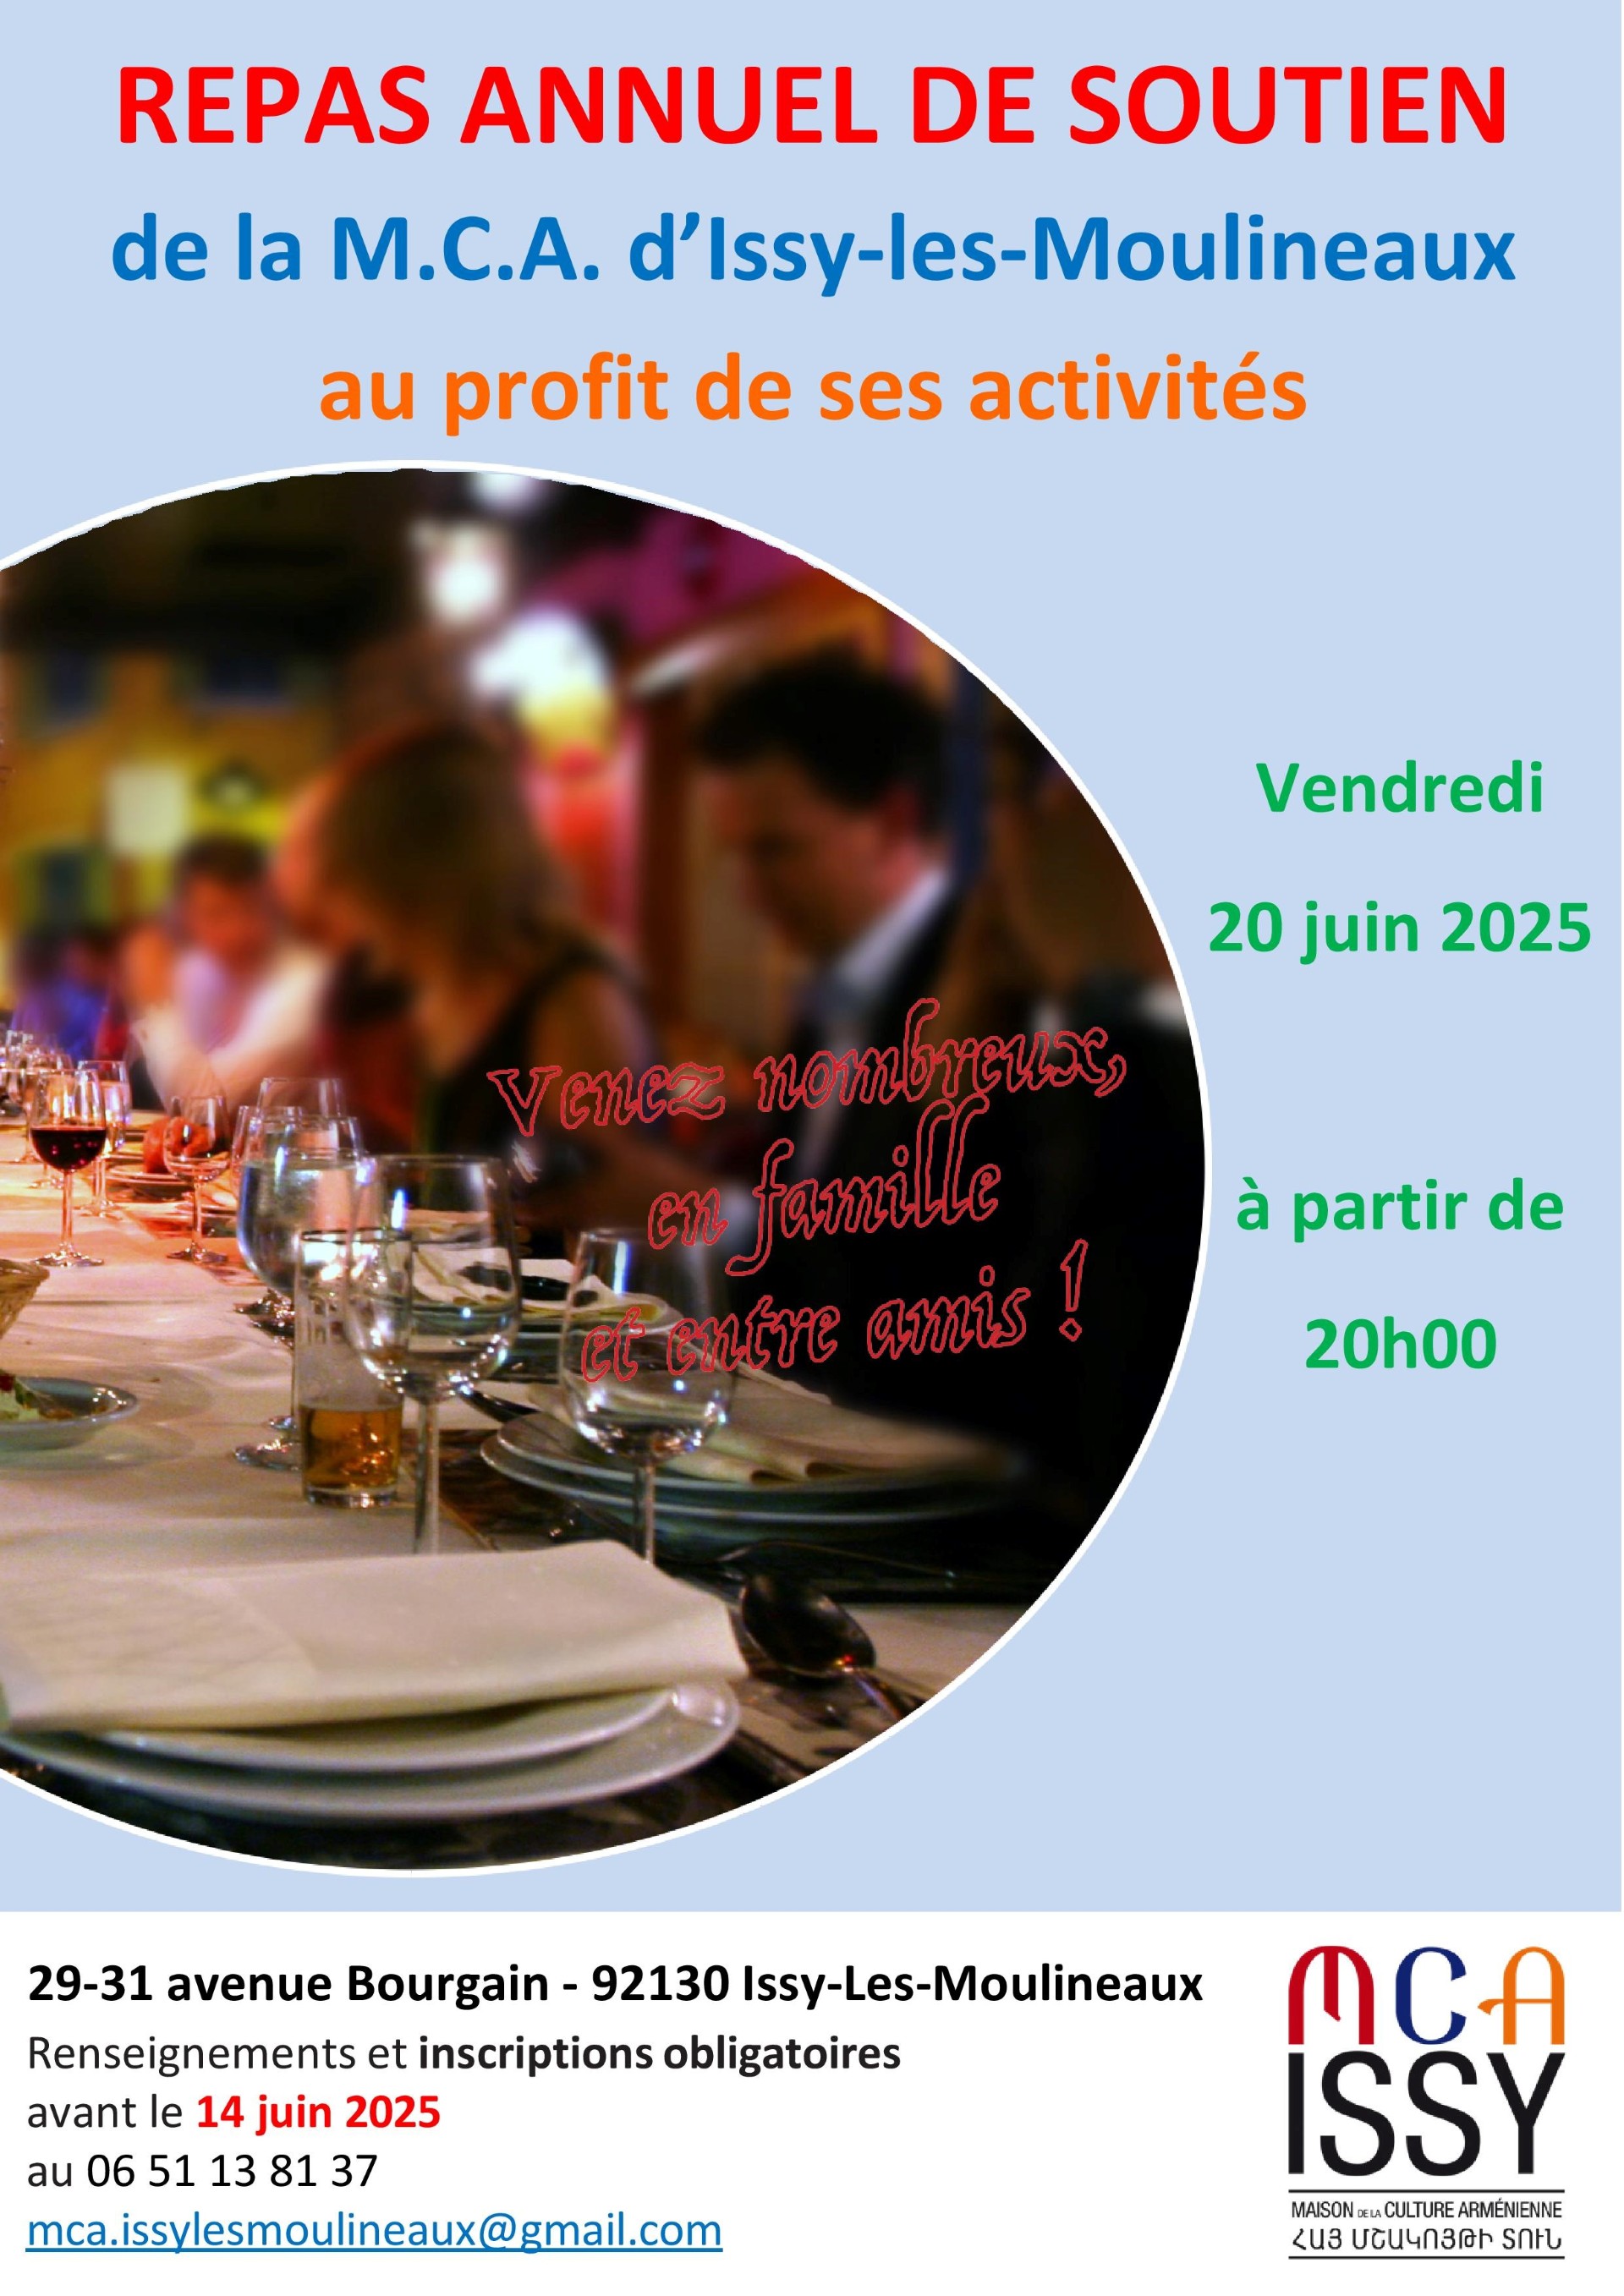 REPAS ANNUEL DE SOUTIEN
de la M.C.A. d’Issy-les-Moulineaux
au profit de ses activités
Vendredi
20 juin 2025
à partir de
20h00
Venez nombreux,
en famille
et entre amis !
29-31 avenue Bourgain - 92130 Issy-Les-Moulineaux
Renseignements et inscriptions obligatoires
avant le 14 juin 2025
au 06 51 13 81 37
mca.issylesmoulineaux@gmail.com
MCA
ISSY
MAISON DE LA CULTURE ARMÉNIENNE
ՀԱՅ ՄՇԱԿՈՅԹԻ ՏՈՒՆ